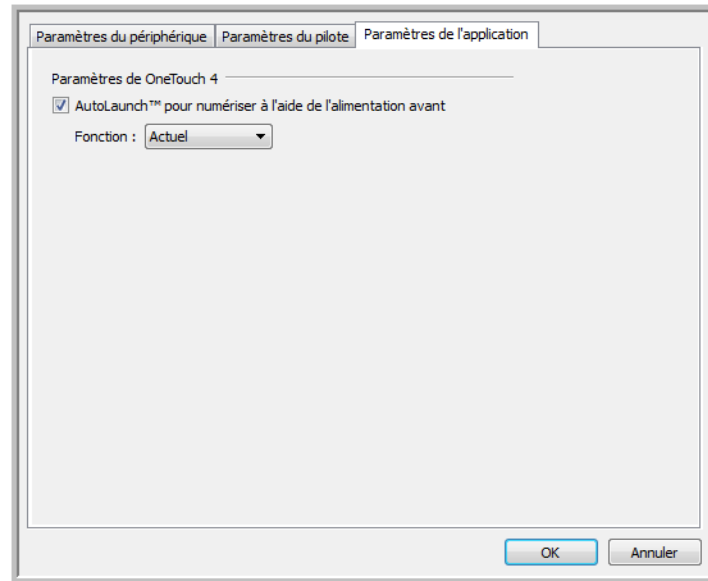 Paramètres du périphérique Paramètres du pilote Paramètres de l'application
Paramètres de OneTouch 4
AutoLaunch™ pour numériser à l'aide de l'alimentation avant
Fonction : Actuel
OK Annuler